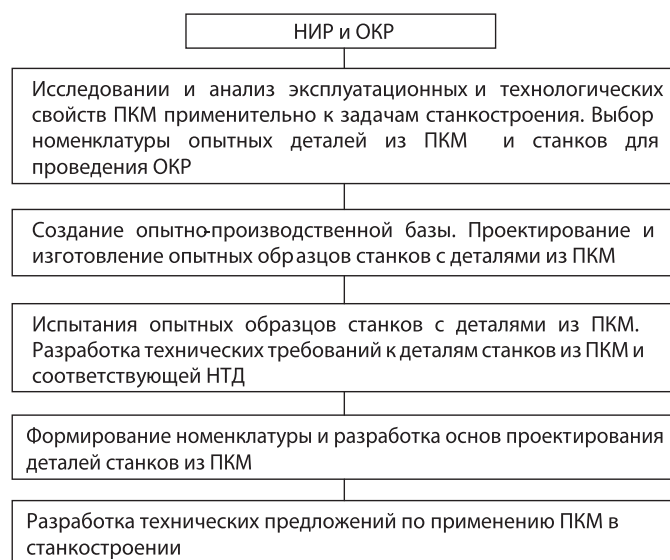 НИР и ОКР
Исследовании и анализ эксплуатационных и технологических
свойств ПКМ применительно к задачам станкостроения. Выбор
номенклатуры опытных деталей из ПКМ и станков для
проведения ОКР
Создание опытно-производственной базы. Проектирование и
изготовление опытных образцов станков с деталями из ПКМ
Испытания опытных образцов станков с деталями из ПКМ.
Разработка технических требований к деталям станков из ПКМ и
соответствующей НТД
Формирование номенклатуры и разработка основ проектирования
деталей станков из ПКМ
Разработка технических предложений по применению ПКМ в
станкостроении